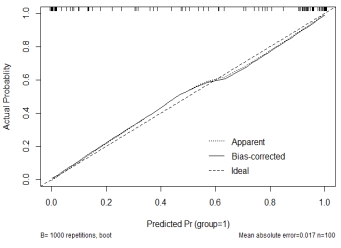 1.0
0.8
0.6
0.4
0.2
0.0
Actual Probability
Apparent
Bias-corrected
Ideal
0.0 0.2 0.4 0.6 0.8 1.0
Predicted Pr (group=1)
B= 1000 repetitions, boot
Mean absolute error=0.017 n=100